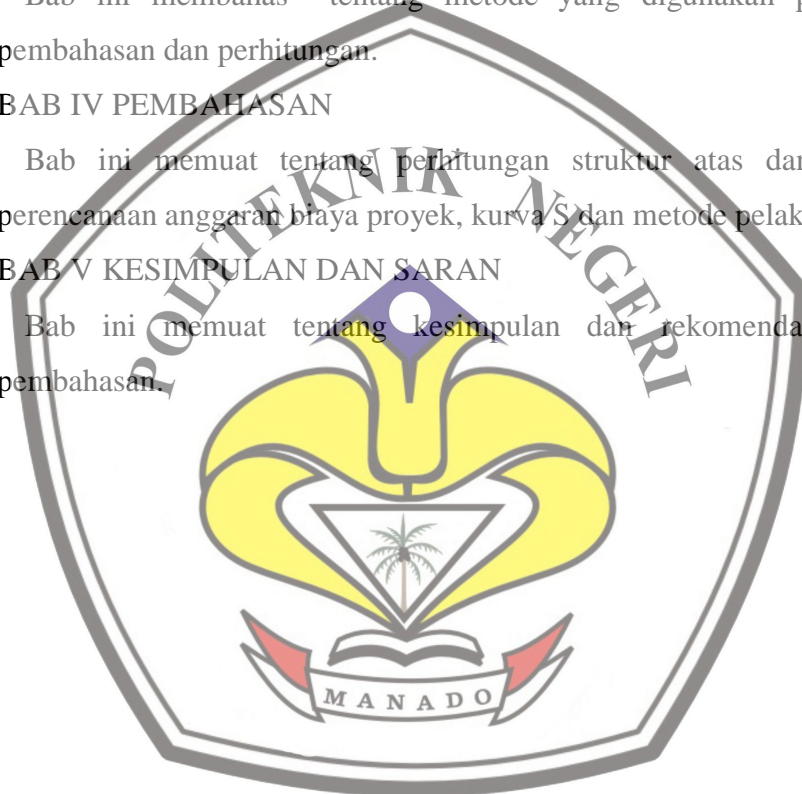 Bab ini membahas tentang metode yang digunakan
pembahasan dan perhitungan.
BAB IV PEMBAHASAN
Bab ini memuat tentang perhitungan struktur atas dan
perencanaan anggaran biaya proyek, kurva S dan metode
BAB V KESIMPULAN DAN SARAN
Bab ini memuat tentang kesimpulan dan
pembahasan.
POLITEKNIK NEGERI
MANADO